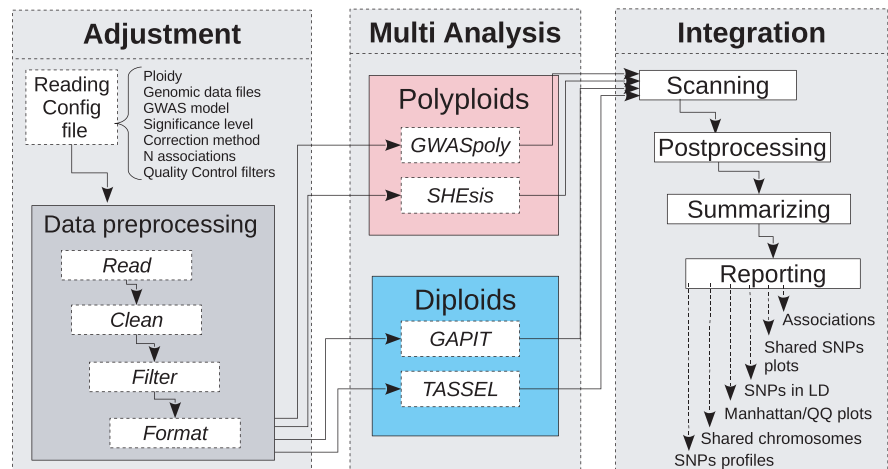 Adjustment
Reading
Config
file
Ploidy
Genomic data files
GWAS model
Significance level
Correction method
N associations
Quality Control filters
Data preprocessing
Read
Clean
Filter
Format
Multi Analysis
Polyploids
GWASpoly
SHEsis
Diploids
GAPIT
TASSEL
Integration
Scanning
Postprocessing
Summarizing
Reporting
Associations
Shared SNPs
plots
SNPs in LD
Manhattan/QQ plots
Shared chromosomes
SNPs profiles